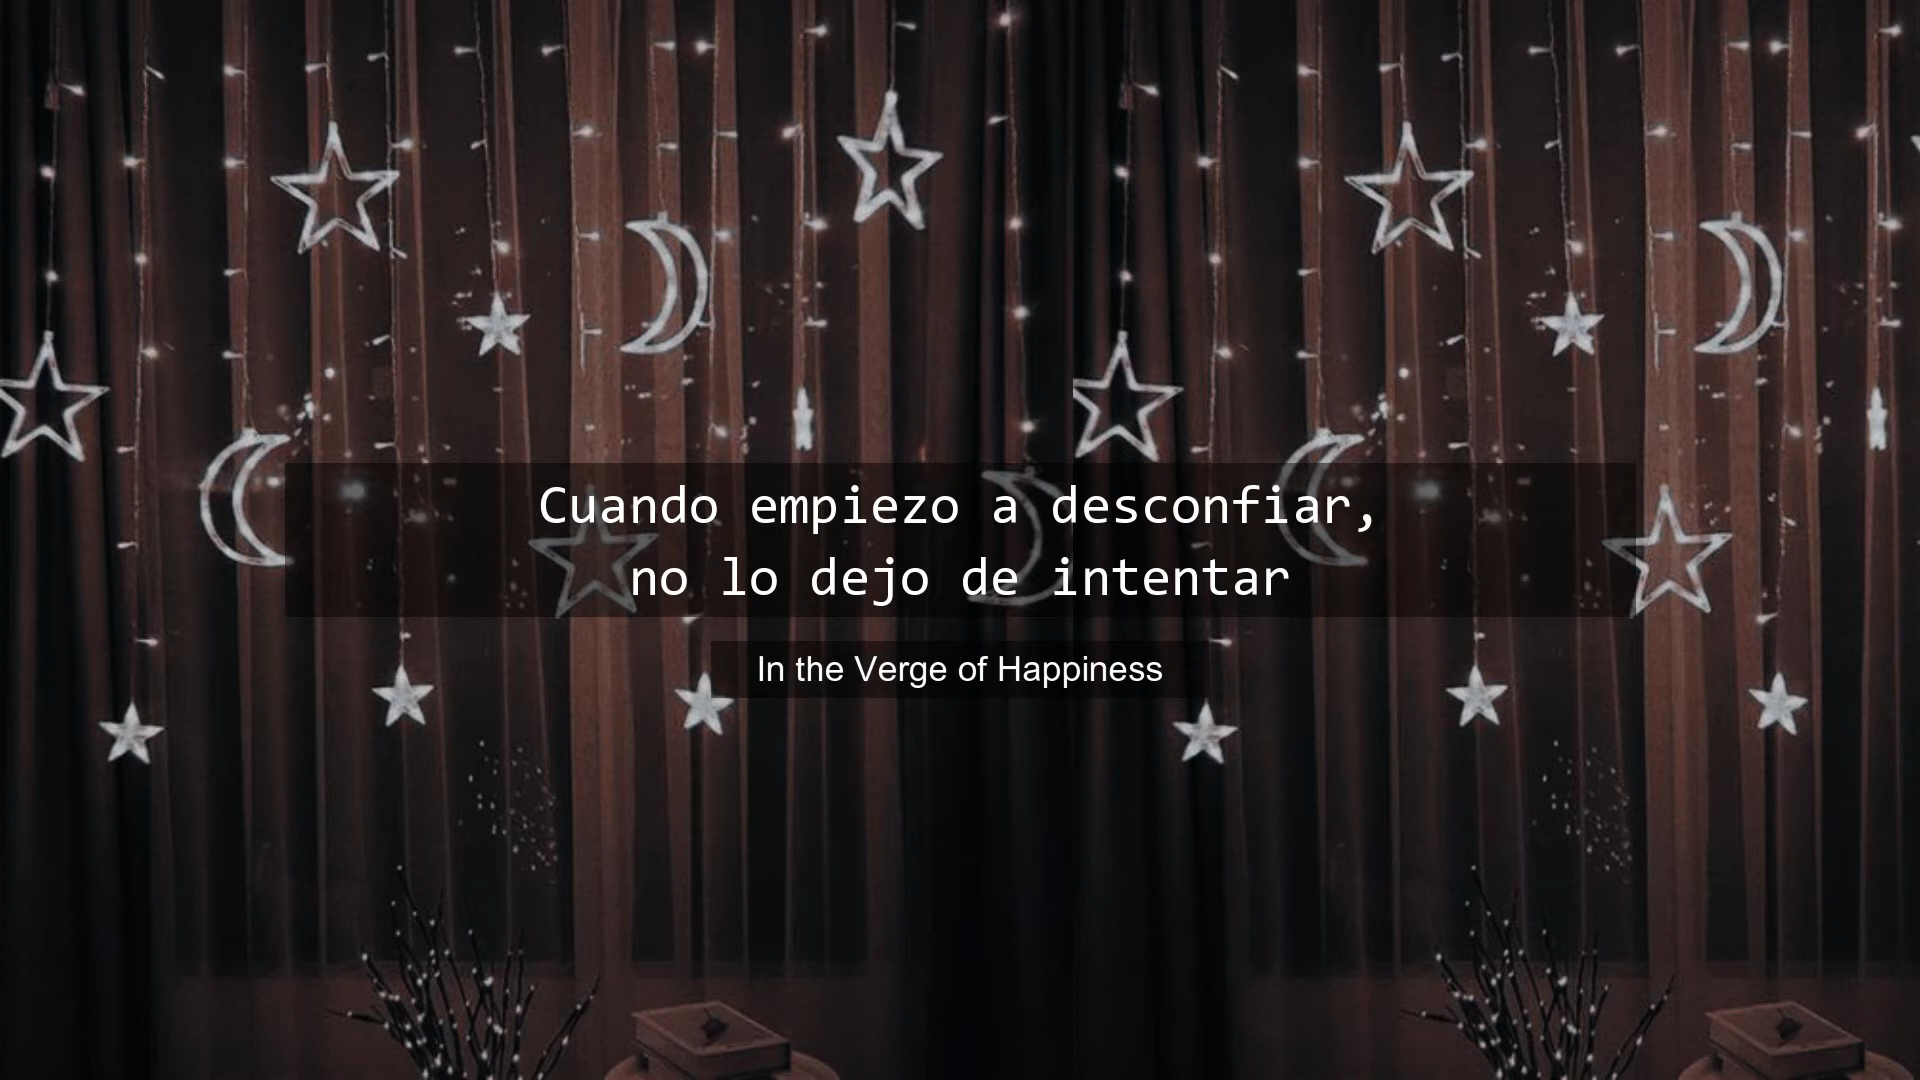 Cuando empiezo a desconfiar,
no lo dejo de intentar
In the Verge of Happiness